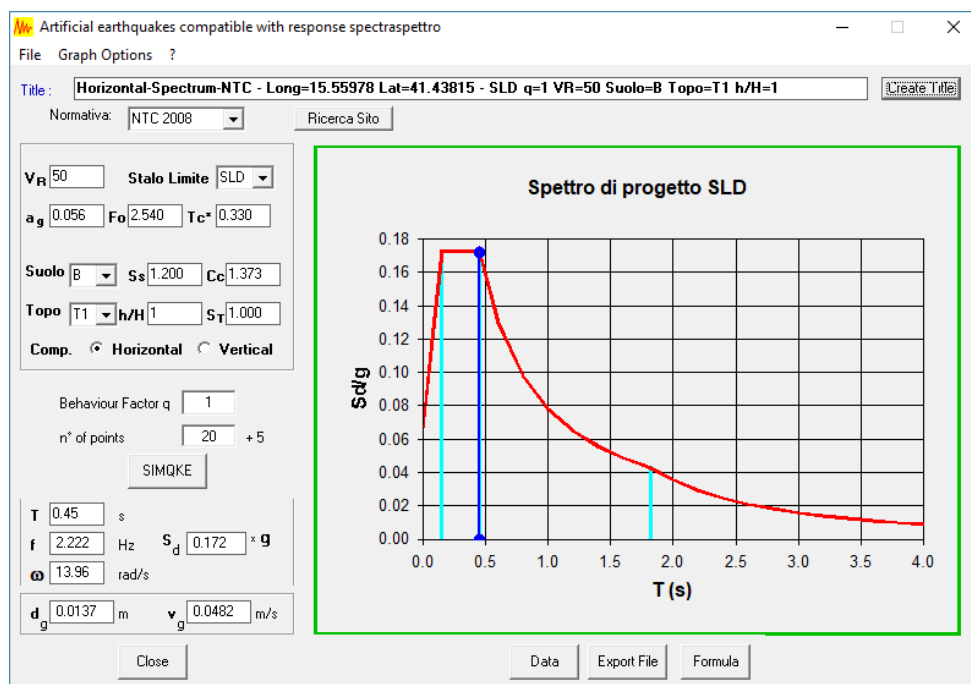 Artificial earthquakes compatible with response spectraspettro
File Graph Options ?
Title : Horizontal-Spectrum-NTC - Long=15.55978 Lat=41.43815 - SLD q=1 VR=50 Suolo=B Topo=T1 h/H=1 Create Title
Normativa: NTC 2008 Ricerca Sito
VR 50 Stalo Limite SLD
ag 0.056 Fo 2.540 Tc* 0.330
Suolo B Ss 1.200 Cc 1.373
Topo T1 h/H 1 ST 1.000
Comp. Horizontal Vertical
Behaviour Factor q 1
n° of points 20 + 5
SIMQKE
T 0.45 s
f 2.222 Hz Sd 0.172 × g
ω 13.96 rad/s
dg 0.0137 m vg 0.0482 m/s
Close
Spettro di progetto SLD
Sd/g
0.18
0.16
0.14
0.12
0.10
0.08
0.06
0.04
0.02
0.00
0.0 0.5 1.0 1.5 2.0 2.5 3.0 3.5 4.0
T (s)
Data Export File Formula